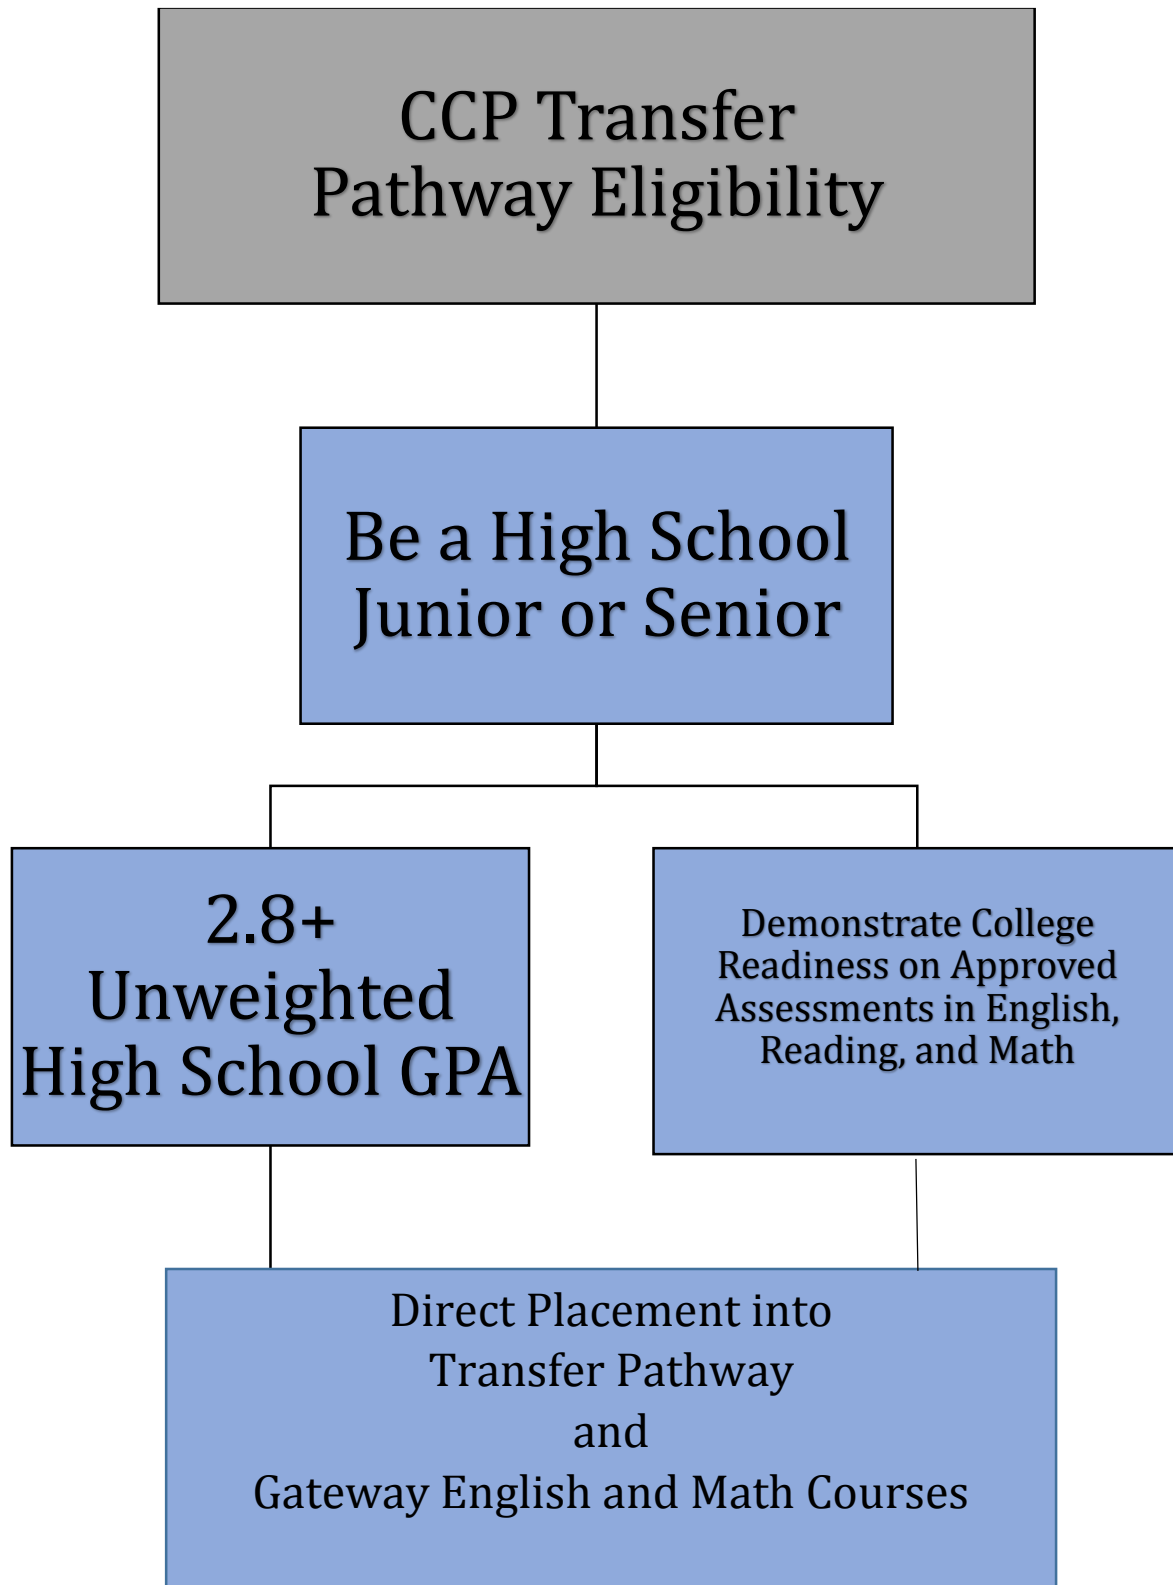 CCP Transfer
Pathway Eligibility
Be a High School
Junior or Senior
2.8+
Unweighted
High School GPA
Demonstrate College
Readiness on Approved
Assessments in English,
Reading, and Math
Direct Placement into
Transfer Pathway
and
Gateway English and Math Courses